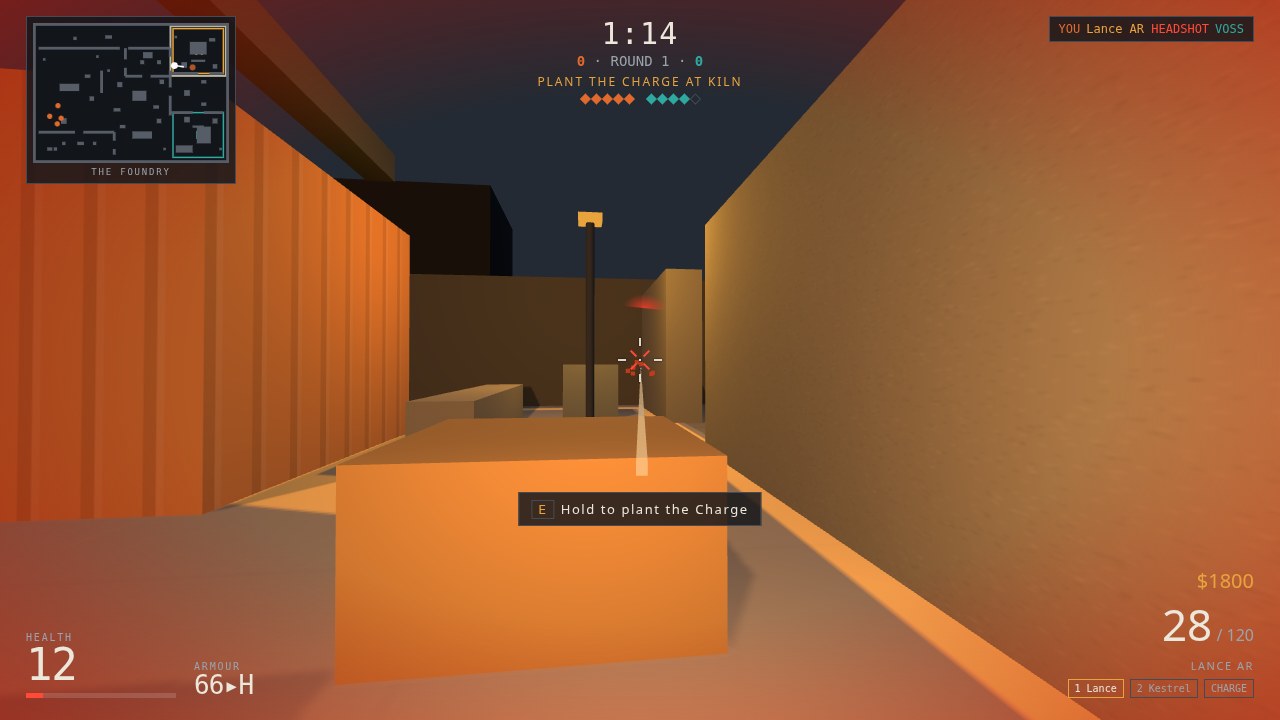 THE FOUNDRY
1:14
0 · ROUND 1 · 0
PLANT THE CHARGE AT KILN
YOU Lance AR HEADSHOT VOSS
E Hold to plant the Charge
HEALTH
12
ARMOUR
66▸H
$1800
28 / 120
LANCE AR
1 Lance 2 Kestrel CHARGE